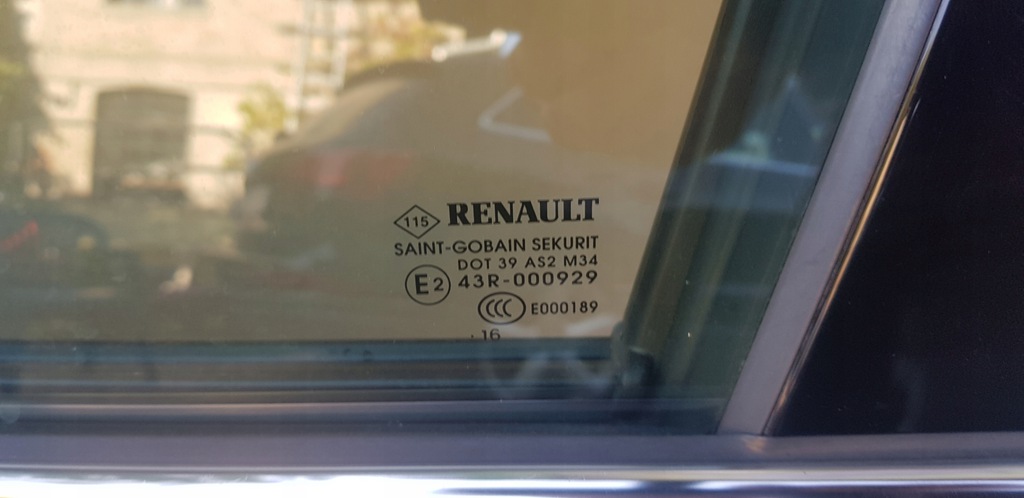 115 RENAULT
SAINT-GOBAIN SEKURIT
DOT 39 AS2 M34
E2 43R-000929
CCC E000189
. 16